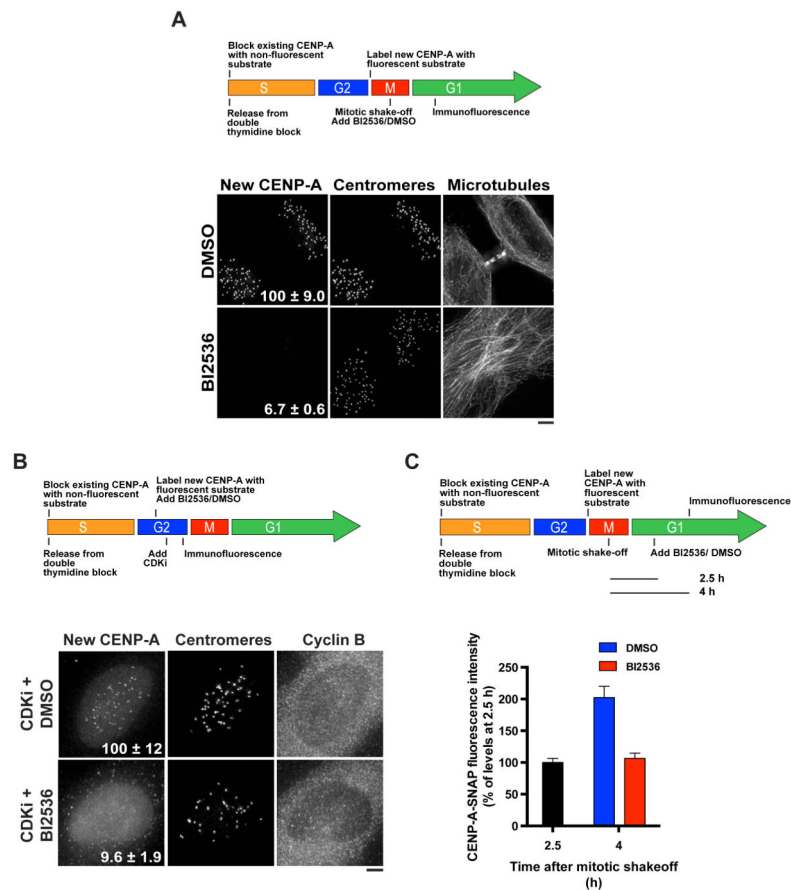 A
Block existing CENP-A
with non-fluorescent
substrate
Label new CENP-A with
fluorescent substrate
S
G2
M
G1
Release from
double
thymidine block
Mitotic shake-off
Add BI2536/DMSO
Immunofluorescence
New CENP-A
Centromeres
Microtubules
DMSO
100 ± 9.0
BI2536
6.7 ± 0.6
B
Block existing CENP-A
with non-fluorescent
substrate
Label new CENP-A with
fluorescent substrate
Add BI2536/DMSO
S
G2
M
G1
Release from
double
thymidine block
Add
CDKi
Immunofluorescence
New CENP-A
Centromeres
Cyclin B
CDKi +
DMSO
100 ± 12
CDKi +
BI2536
9.6 ± 1.9
C
Block existing CENP-A
with non-fluorescent
substrate
Label new
CENP-A with
fluorescent
substrate
Immunofluorescence
S
G2
M
G1
Release from
double
thymidine block
Mitotic shake-off
Add BI2536/ DMSO
2.5 h
4 h
DMSO
BI2536
CENP-A-SNAP fluorescence intensity
(% of levels at 2.5 h)
250
200
150
100
50
0
2.5
4
Time after mitotic shakeoff
(h)